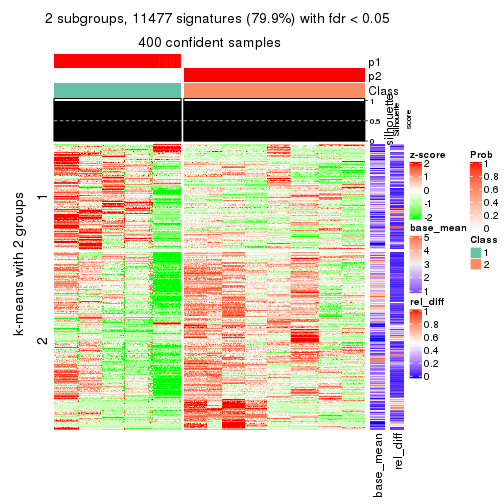 2 subgroups, 11477 signatures (79.9%) with fdr < 0.05
400 confident samples
p1
p2
Class
1
0.5
0
silhouette
Silhouette
score
k-means with 2 groups
1
2
base_mean
rel_diff
z-score
2
1
0
-1
-2
base_mean
5
4
3
2
1
rel_diff
1
0.8
0.6
0.4
0.2
0
Prob
1
0.8
0.6
0.4
0.2
0
Class
1
2